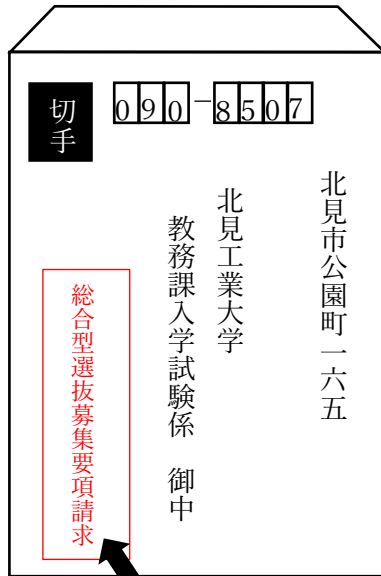 切手
090-8507
北見市公園町一六五
北見工業大学
教務課入学試験係　御中
総合型選抜募集要項請求